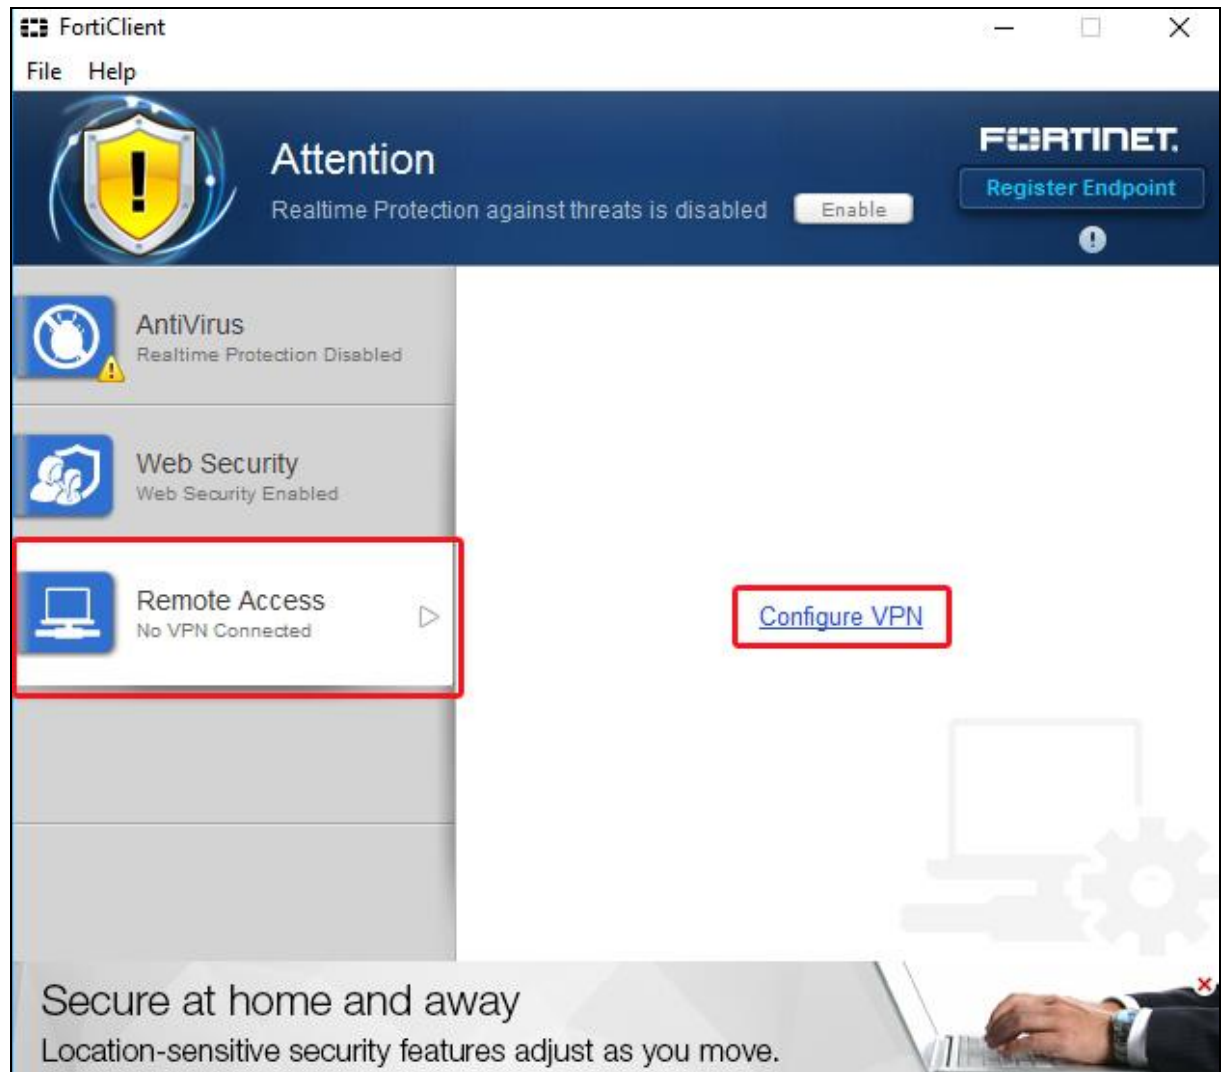 FortiClient
File Help
Attention
Realtime Protection against threats is disabled
Enable
FORTINET.
Register Endpoint
AntiVirus
Realtime Protection Disabled
Web Security
Web Security Enabled
Remote Access
No VPN Connected
Configure VPN
Secure at home and away
Location-sensitive security features adjust as you move.